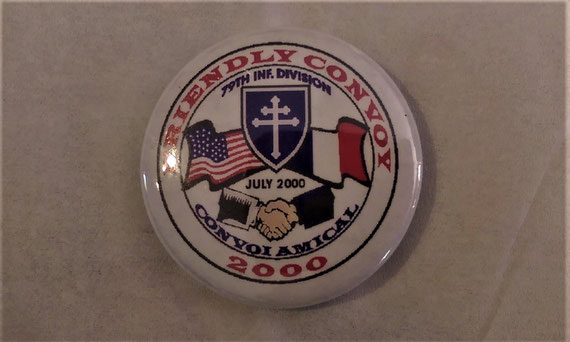 FRIENDLY CONVOY
79TH INF. DIVISION
JULY 2000
CONVOI AMICAL
2000